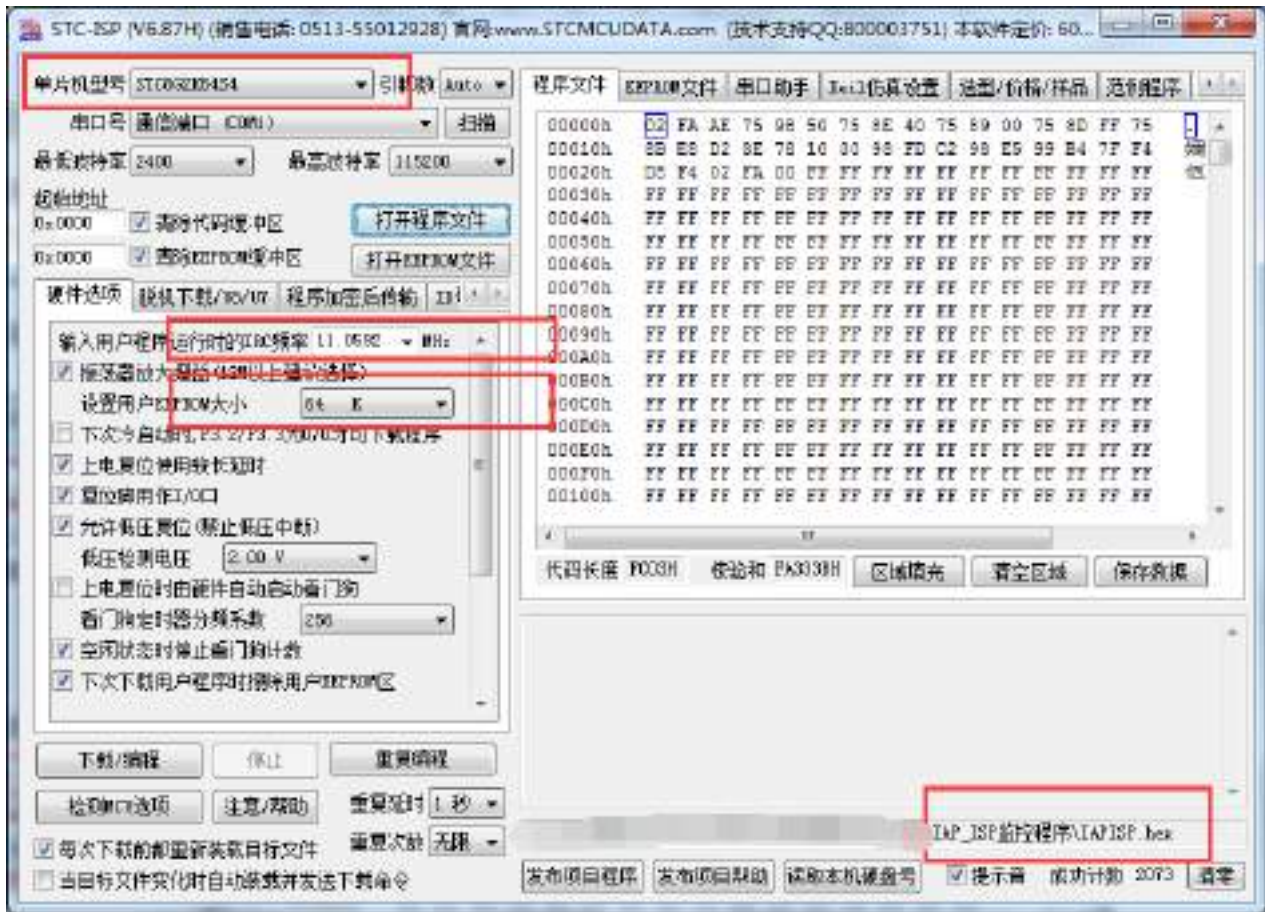 STC-ISP (V6.87H) (销售电话: 0513-55012928) 官网:www.STCMCUDATA.com (技术支持QQ:800003751) 本软件定价: 60...
单片机型号 引脚数 Auto
串口号 通信端口 (COM1) 扫描
最低波特率 2400 最高波特率 115200
起始地址
0x0000 清除代码缓冲区 打开程序文件
0x0000 清除EEPROM缓冲区 打开EEPROM文件
硬件选项 脱机下载/U8/U7 程序加密后传输
输入用户程序运行时的IRC频率 11.0592 MHz
振荡器放大增益(12M以上建议选择)
设置用户EEPROM大小 64 K
下次冷启动时,P3.2/P3.3为0/0才可下载程序
上电复位使用较长延时
复位脚用作I/O口
允许低压复位(禁止低压中断)
低压检测电压 2.00 V
上电复位时由硬件自动启动看门狗
看门狗定时器分频系数 256
空闲状态时停止看门狗计数
下次下载用户程序时擦除用户EEPROM区
下载/编程 停止 重复编程
检测MCU选项 注意/帮助 重复延时 1 秒
重复次数 无限
每次下载前都重新装载目标文件
当目标文件变化时自动装载并发送下载命令
程序文件 EEPROM文件 串口助手 Keil仿真设置 选型/价格/样品 范例程序
00000h 02 FA AE 75 98 50 75 8E 40 75 89 00 75 8D FF 75
00010h 8B E8 D2 8E 78 10 30 98 FD C2 98 E5 99 B4 7F F4
00020h D8 F4 02 FA 00 FF FF FF FF FF FF FF FF FF FF FF
00030h FF FF FF FF FF FF FF FF FF FF FF FF FF FF FF FF
00040h FF FF FF FF FF FF FF FF FF FF FF FF FF FF FF FF
00050h FF FF FF FF FF FF FF FF FF FF FF FF FF FF FF FF
00060h FF FF FF FF FF FF FF FF FF FF FF FF FF FF FF FF
00070h FF FF FF FF FF FF FF FF FF FF FF FF FF FF FF FF
00080h FF FF FF FF FF FF FF FF FF FF FF FF FF FF FF FF
00090h FF FF FF FF FF FF FF FF FF FF FF FF FF FF FF FF
000A0h FF FF FF FF FF FF FF FF FF FF FF FF FF FF FF FF
000B0h FF FF FF FF FF FF FF FF FF FF FF FF FF FF FF FF
000C0h FF FF FF FF FF FF FF FF FF FF FF FF FF FF FF FF
000D0h FF FF FF FF FF FF FF FF FF FF FF FF FF FF FF FF
000E0h FF FF FF FF FF FF FF FF FF FF FF FF FF FF FF FF
000F0h FF FF FF FF FF FF FF FF FF FF FF FF FF FF FF FF
00100h FF FF FF FF FF FF FF FF FF FF FF FF FF FF FF FF
代码长度 FC03H 校验和 区域填充 清空区域 保存数据
IAP_ISP监控程序\IAPISP.hex
发布项目程序 发布项目帮助 读取本机硬盘号 提示音 成功计数 2073 清零